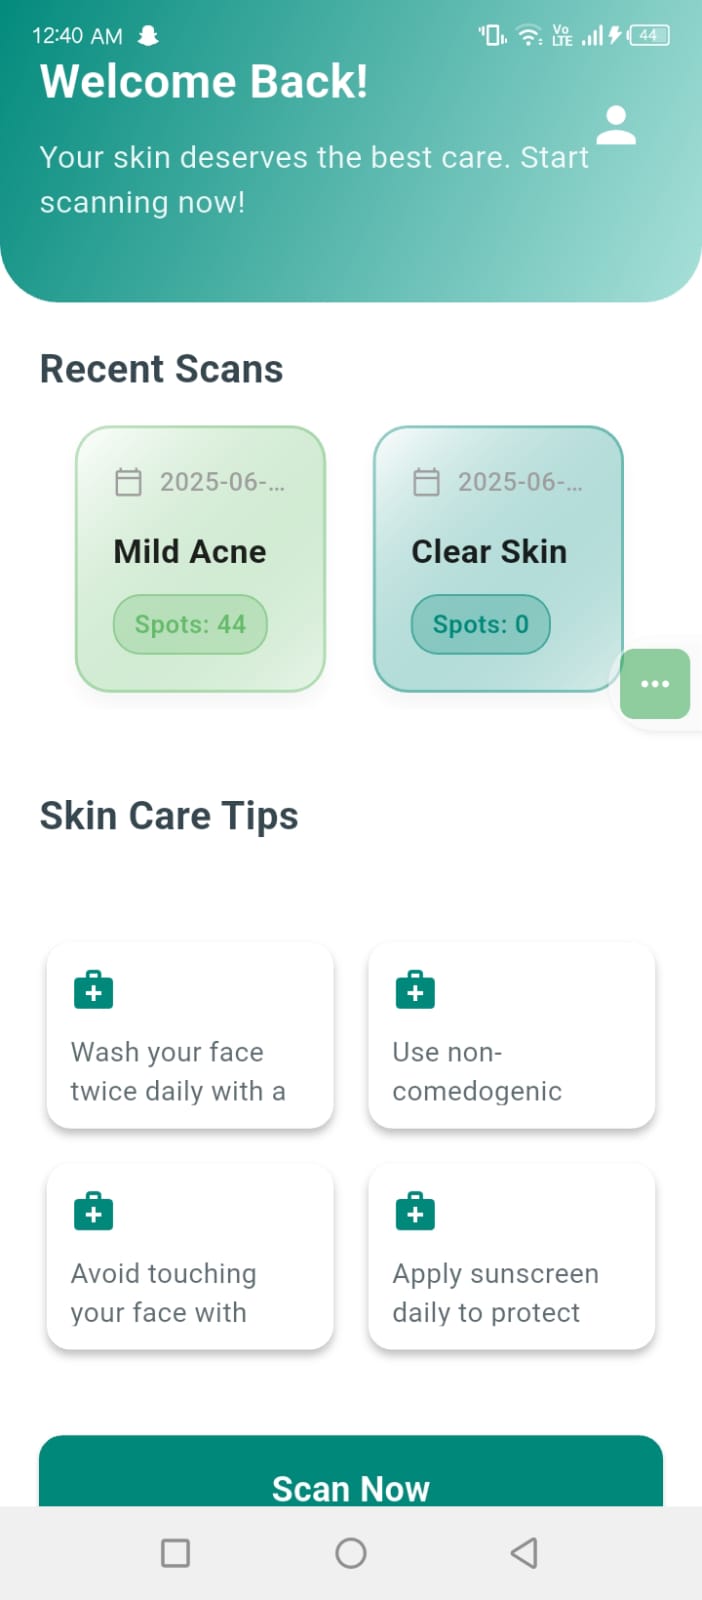 12:40 AM
Vo
LTE
44
Welcome Back!
Your skin deserves the best care. Start
scanning now!
Recent Scans
2025-06-...
2025-06-...
Mild Acne
Clear Skin
Spots: 44
Spots: 0
Skin Care Tips
Wash your face
twice daily with a
Use non-
comedogenic
Avoid touching
your face with
Apply sunscreen
daily to protect
Scan Now